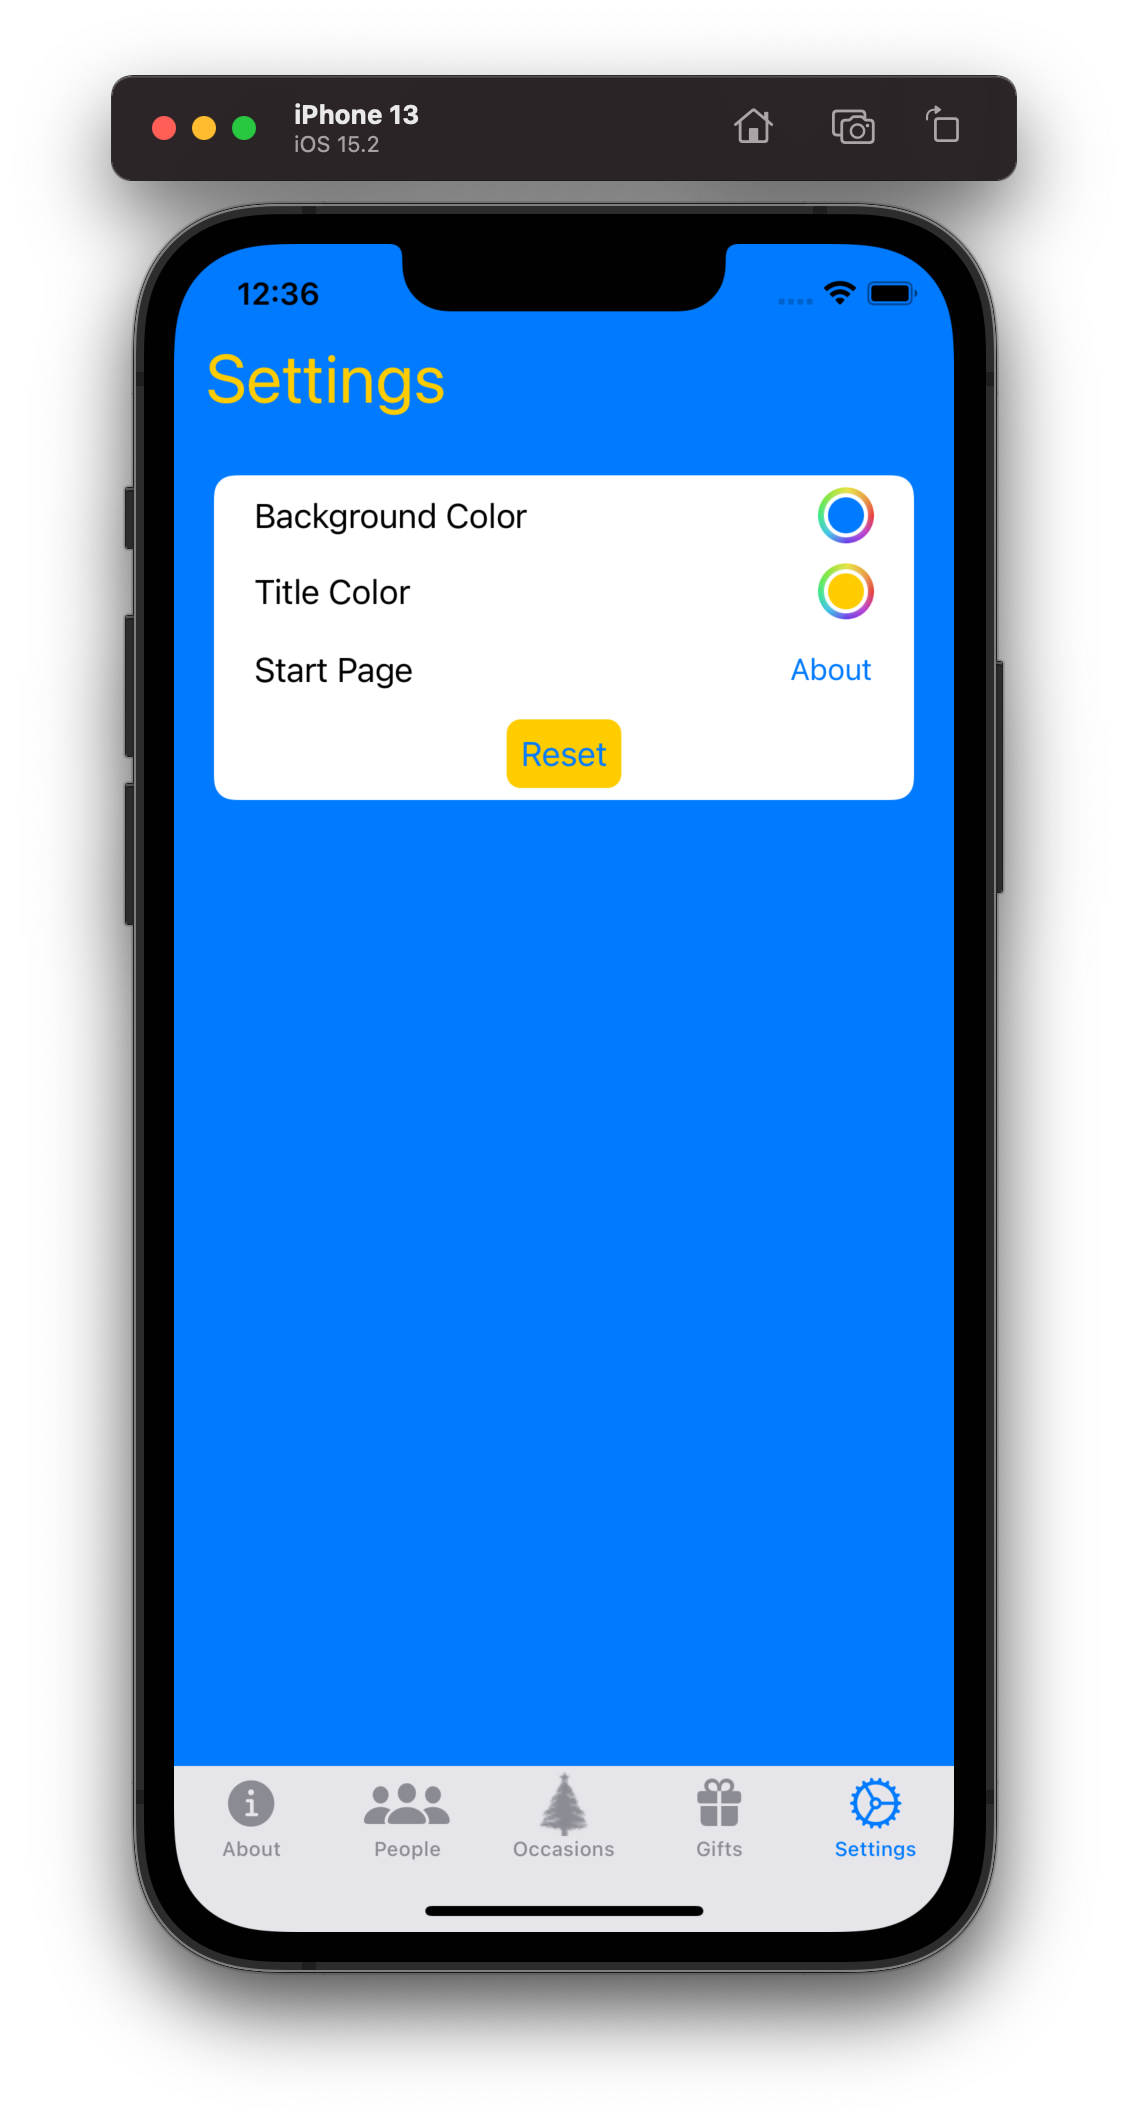 iPhone 13
iOS 15.2
12:36
Settings
Background Color
Title Color
Start Page About
Reset
About People Occasions Gifts Settings